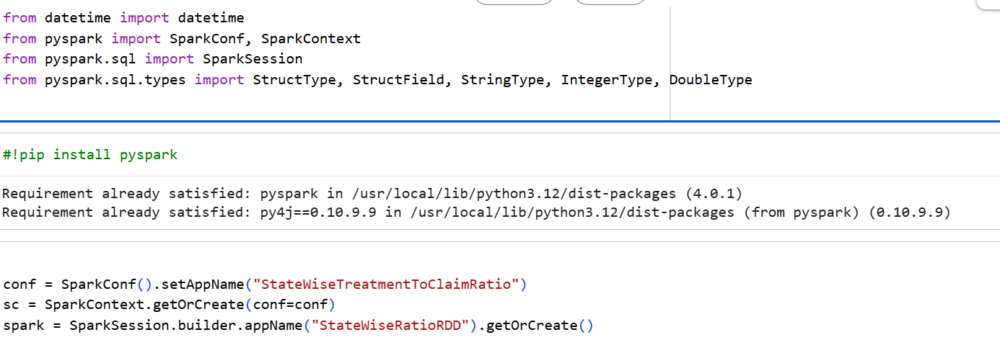 from datetime import datetime
from pyspark import SparkConf, SparkContext
from pyspark.sql import SparkSession
from pyspark.sql.types import StructType, StructField, StringType, IntegerType, DoubleType
#!pip install pyspark
Requirement already satisfied: pyspark in /usr/local/lib/python3.12/dist-packages (4.0.1)
Requirement already satisfied: py4j==0.10.9.9 in /usr/local/lib/python3.12/dist-packages (from pyspark) (0.10.9.9)
conf = SparkConf().setAppName("StateWiseTreatmentToClaimRatio")
sc = SparkContext.getOrCreate(conf=conf)
spark = SparkSession.builder.appName("StateWiseRatioRDD").getOrCreate()